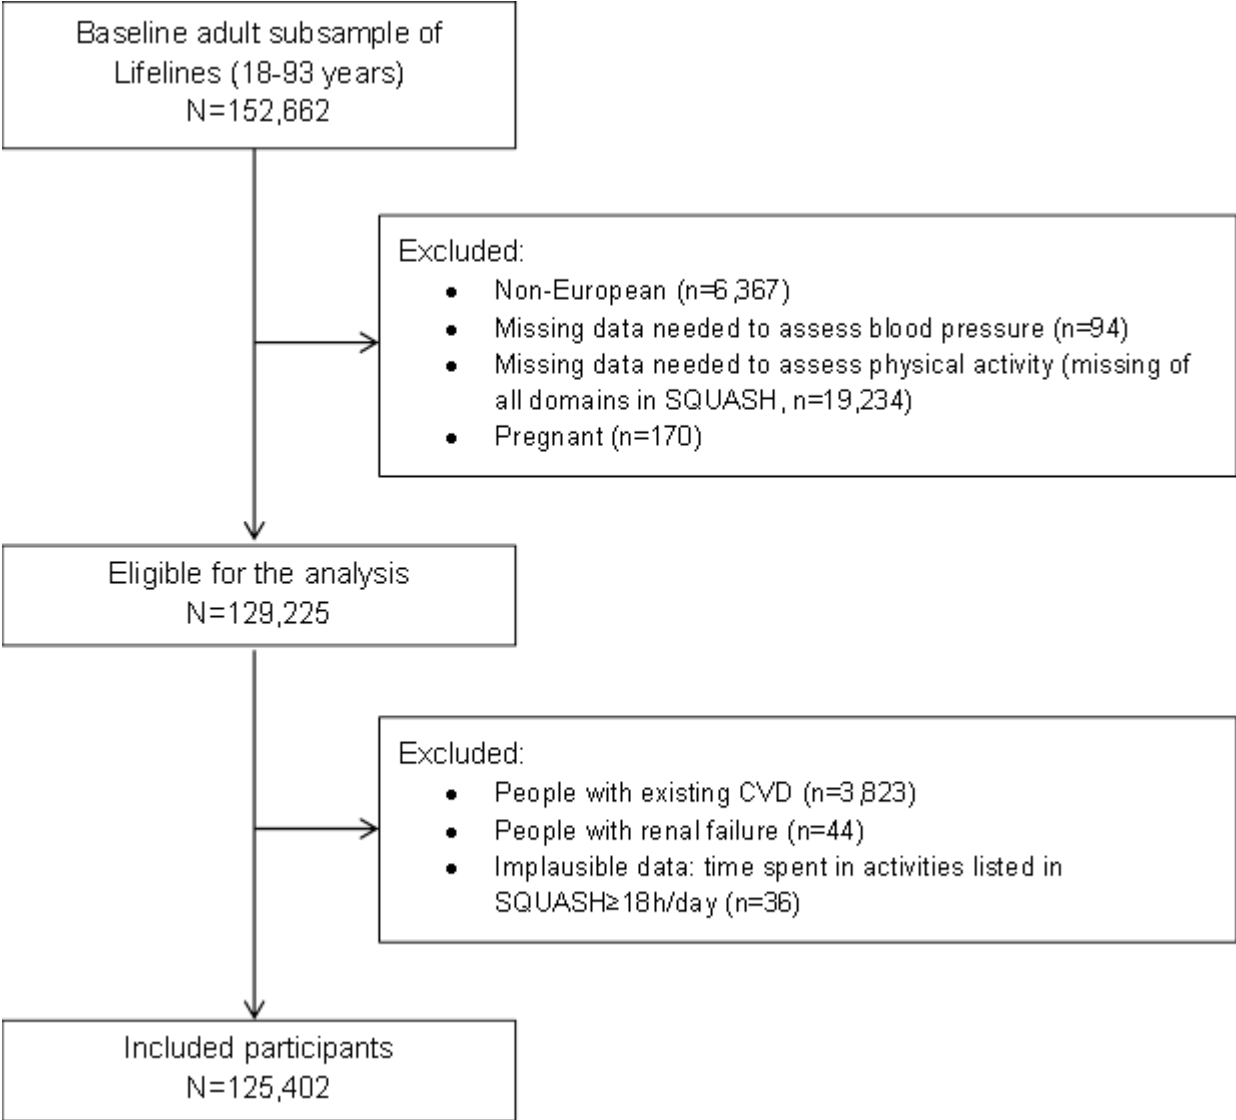 Baseline adult subsample of
Lifelines (18-93 years)
N=152,662
Excluded:
• Non-European (n=6,367)
• Missing data needed to assess blood pressure (n=94)
• Missing data needed to assess physical activity (missing of
all domains in SQUASH, n=19,234)
• Pregnant (n=170)
Eligible for the analysis
N=129,225
Excluded:
• People with existing CVD (n=3,823)
• People with renal failure (n=44)
• Implausible data: time spent in activities listed in
SQUASH≥18h/day (n=36)
Included participants
N=125,402